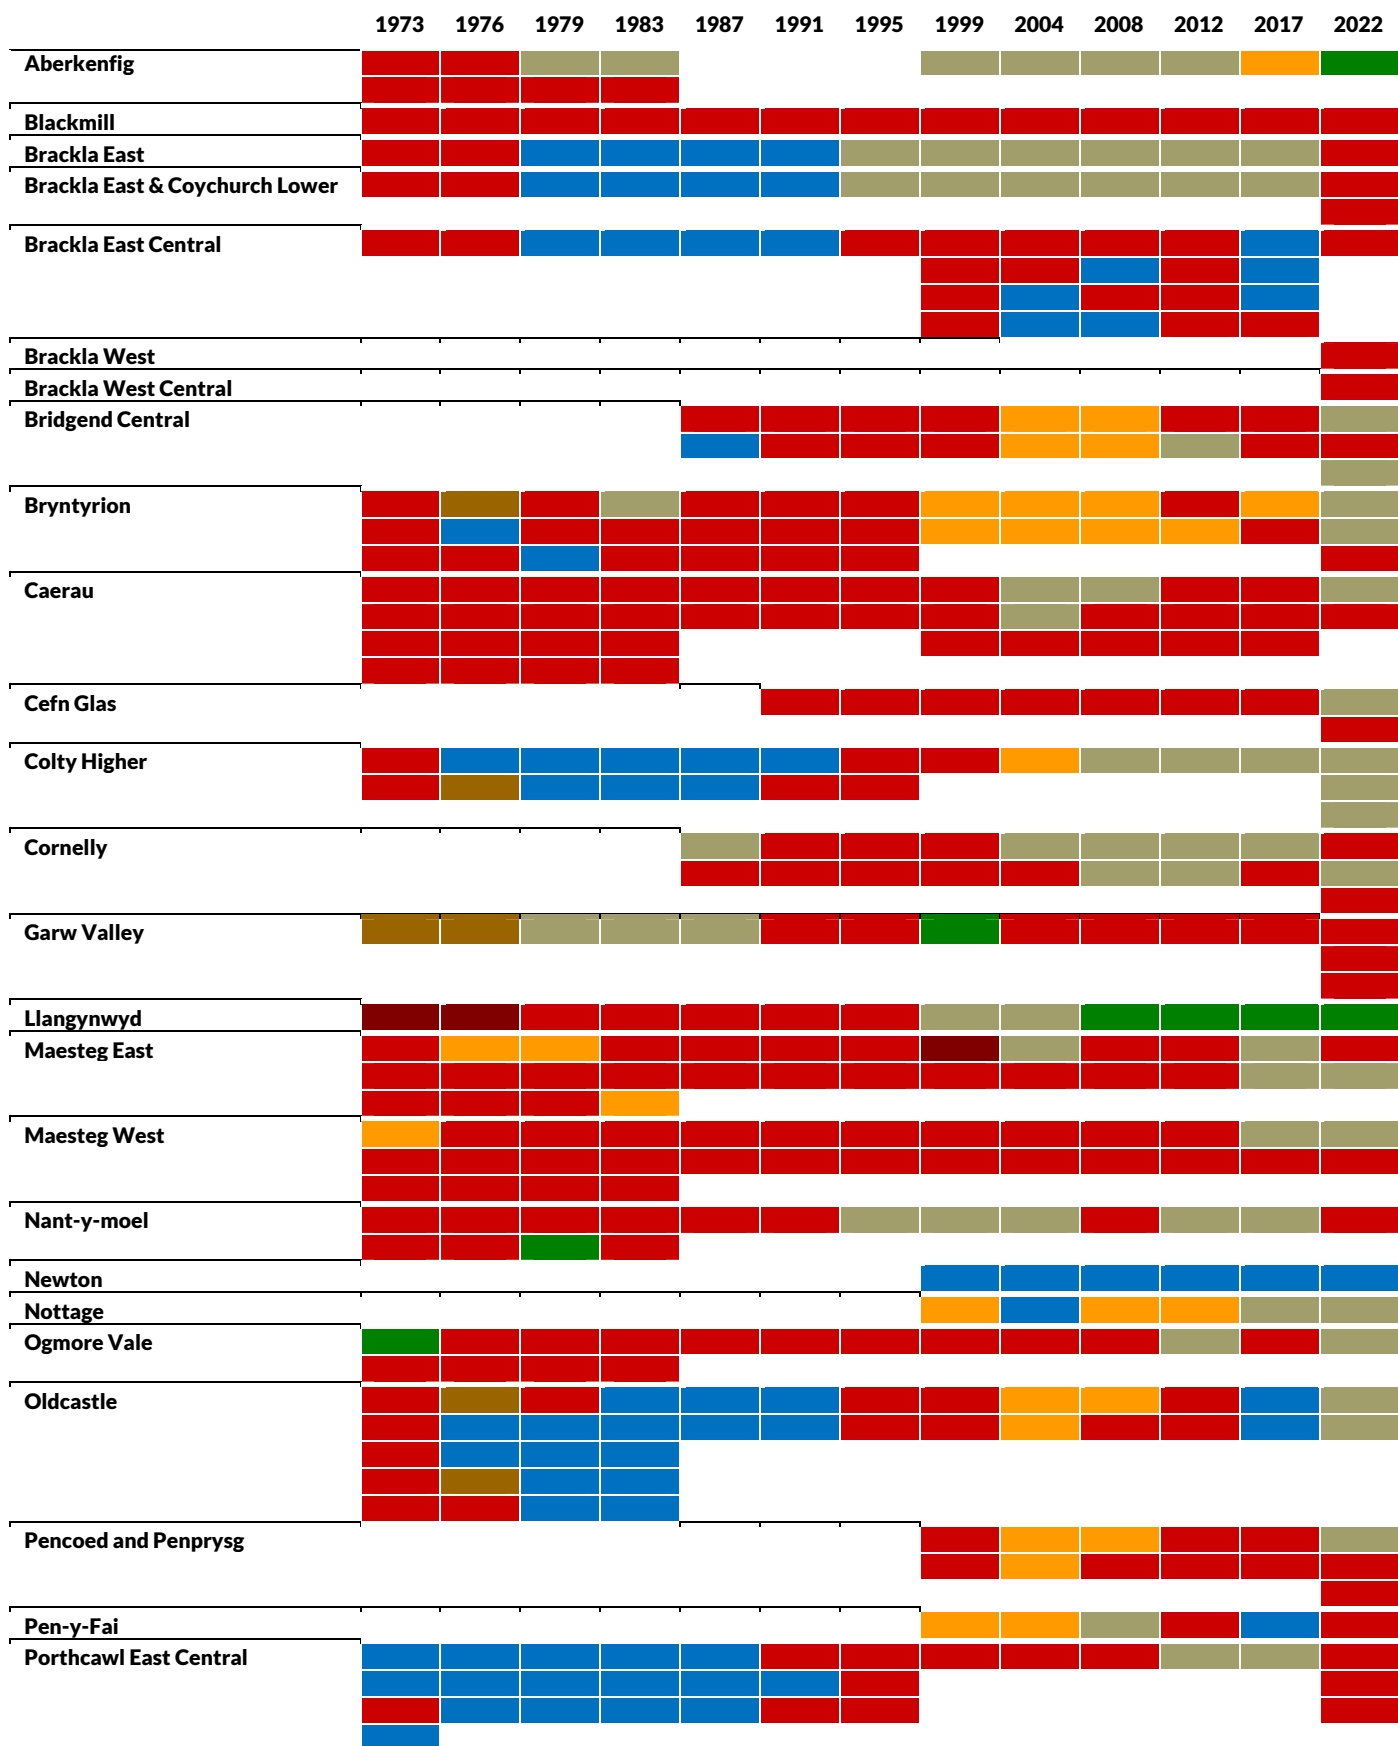 1973 1976 1979 1983 1987 1991 1995 1999 2004 2008 2012 2017 2022
Aberkenfig
Blackmill
Brackla East
Brackla East & Coychurch Lower
Brackla East Central
Brackla West
Brackla West Central
Bridgend Central
Bryntyrion
Caerau
Cefn Glas
Colty Higher
Cornelly
Garw Valley
Llangynwyd
Maesteg East
Maesteg West
Nant-y-moel
Newton
Nottage
Ogmore Vale
Oldcastle
Pencoed and Penprysg
Pen-y-Fai
Porthcawl East Central